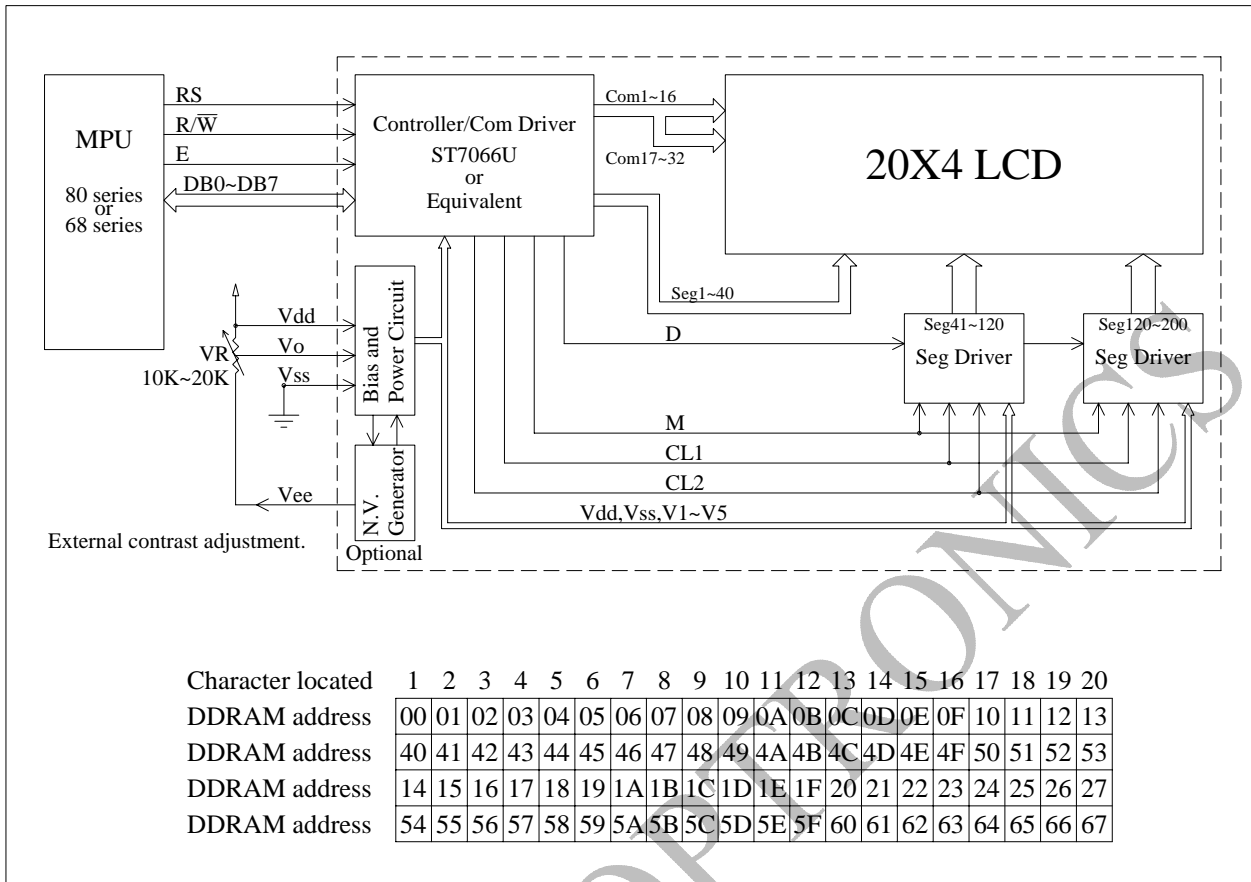 MPU
80 series
or
68 series
RS
R/W̅
E
DB0~DB7
Controller/Com Driver
ST7066U
or
Equivalent
Com1~16
Com17~32
20X4 LCD
Seg1~40
Vdd
Vo
Vss
VR
10K~20K
Bias and
Power Circuit
D
Seg41~120
Seg Driver
Seg120~200
Seg Driver
M
CL1
CL2
Vdd,Vss,V1~V5
Vee
N.V.
Generator
Optional
External contrast adjustment.
OPTRONICS
Character located 1 2 3 4 5 6 7 8 9 10 11 12 13 14 15 16 17 18 19 20
DDRAM address 00 01 02 03 04 05 06 07 08 09 0A 0B 0C 0D 0E 0F 10 11 12 13
DDRAM address 40 41 42 43 44 45 46 47 48 49 4A 4B 4C 4D 4E 4F 50 51 52 53
DDRAM address 14 15 16 17 18 19 1A 1B 1C 1D 1E 1F 20 21 22 23 24 25 26 27
DDRAM address 54 55 56 57 58 59 5A 5B 5C 5D 5E 5F 60 61 62 63 64 65 66 67